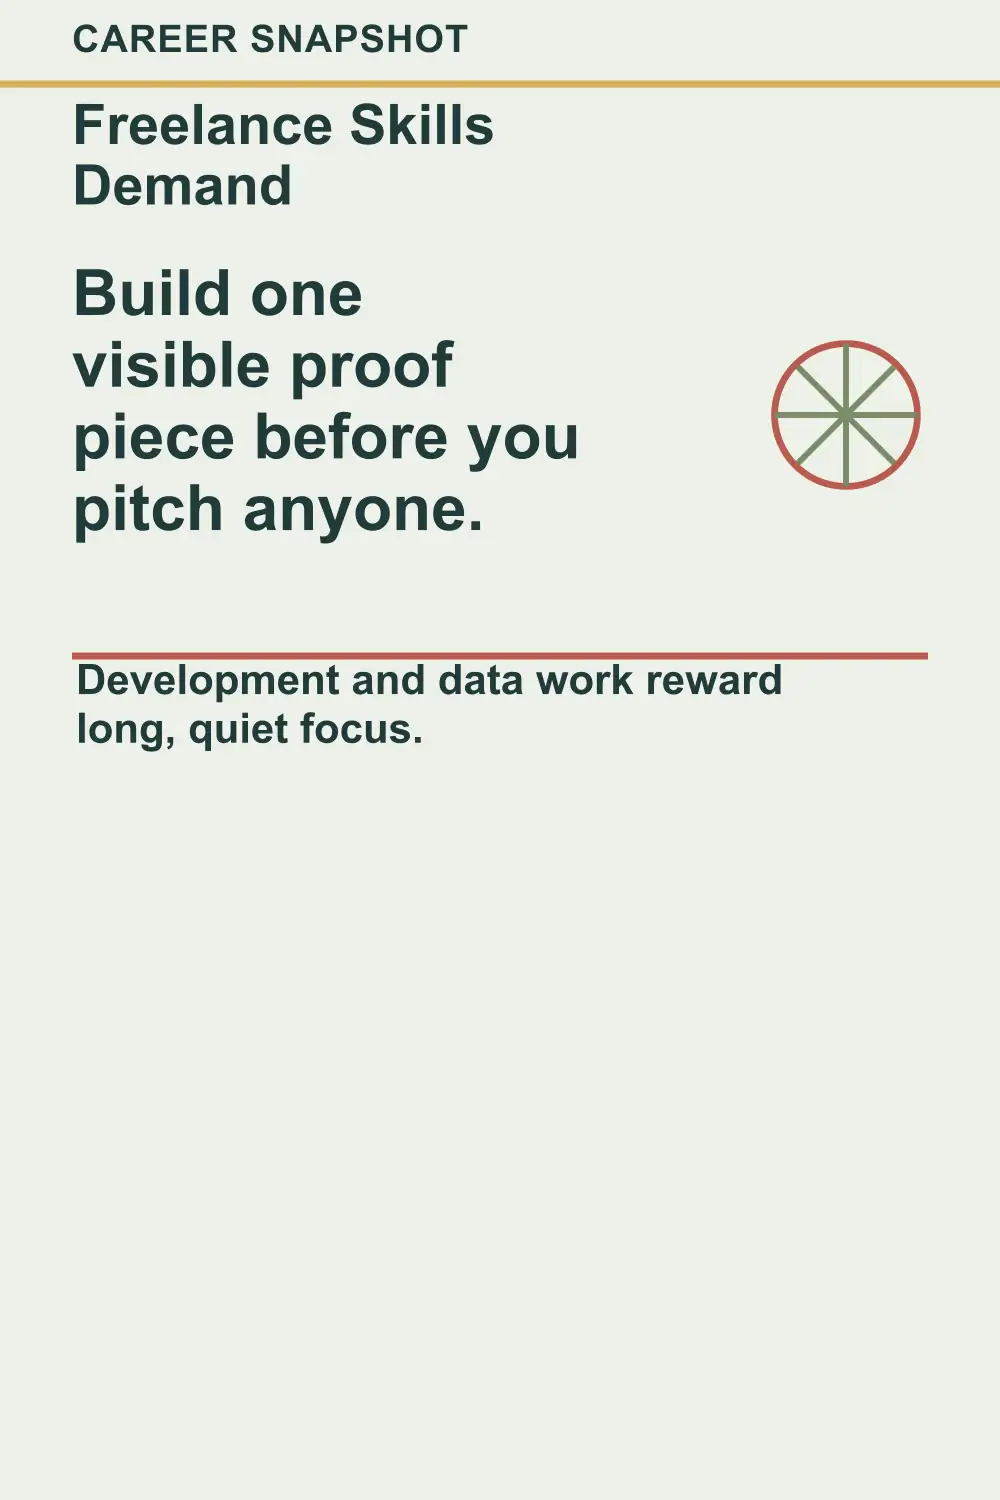 CAREER SNAPSHOT
Freelance Skills
Demand
Build one
visible proof
piece before you
pitch anyone.
Development and data work reward
long, quiet focus.